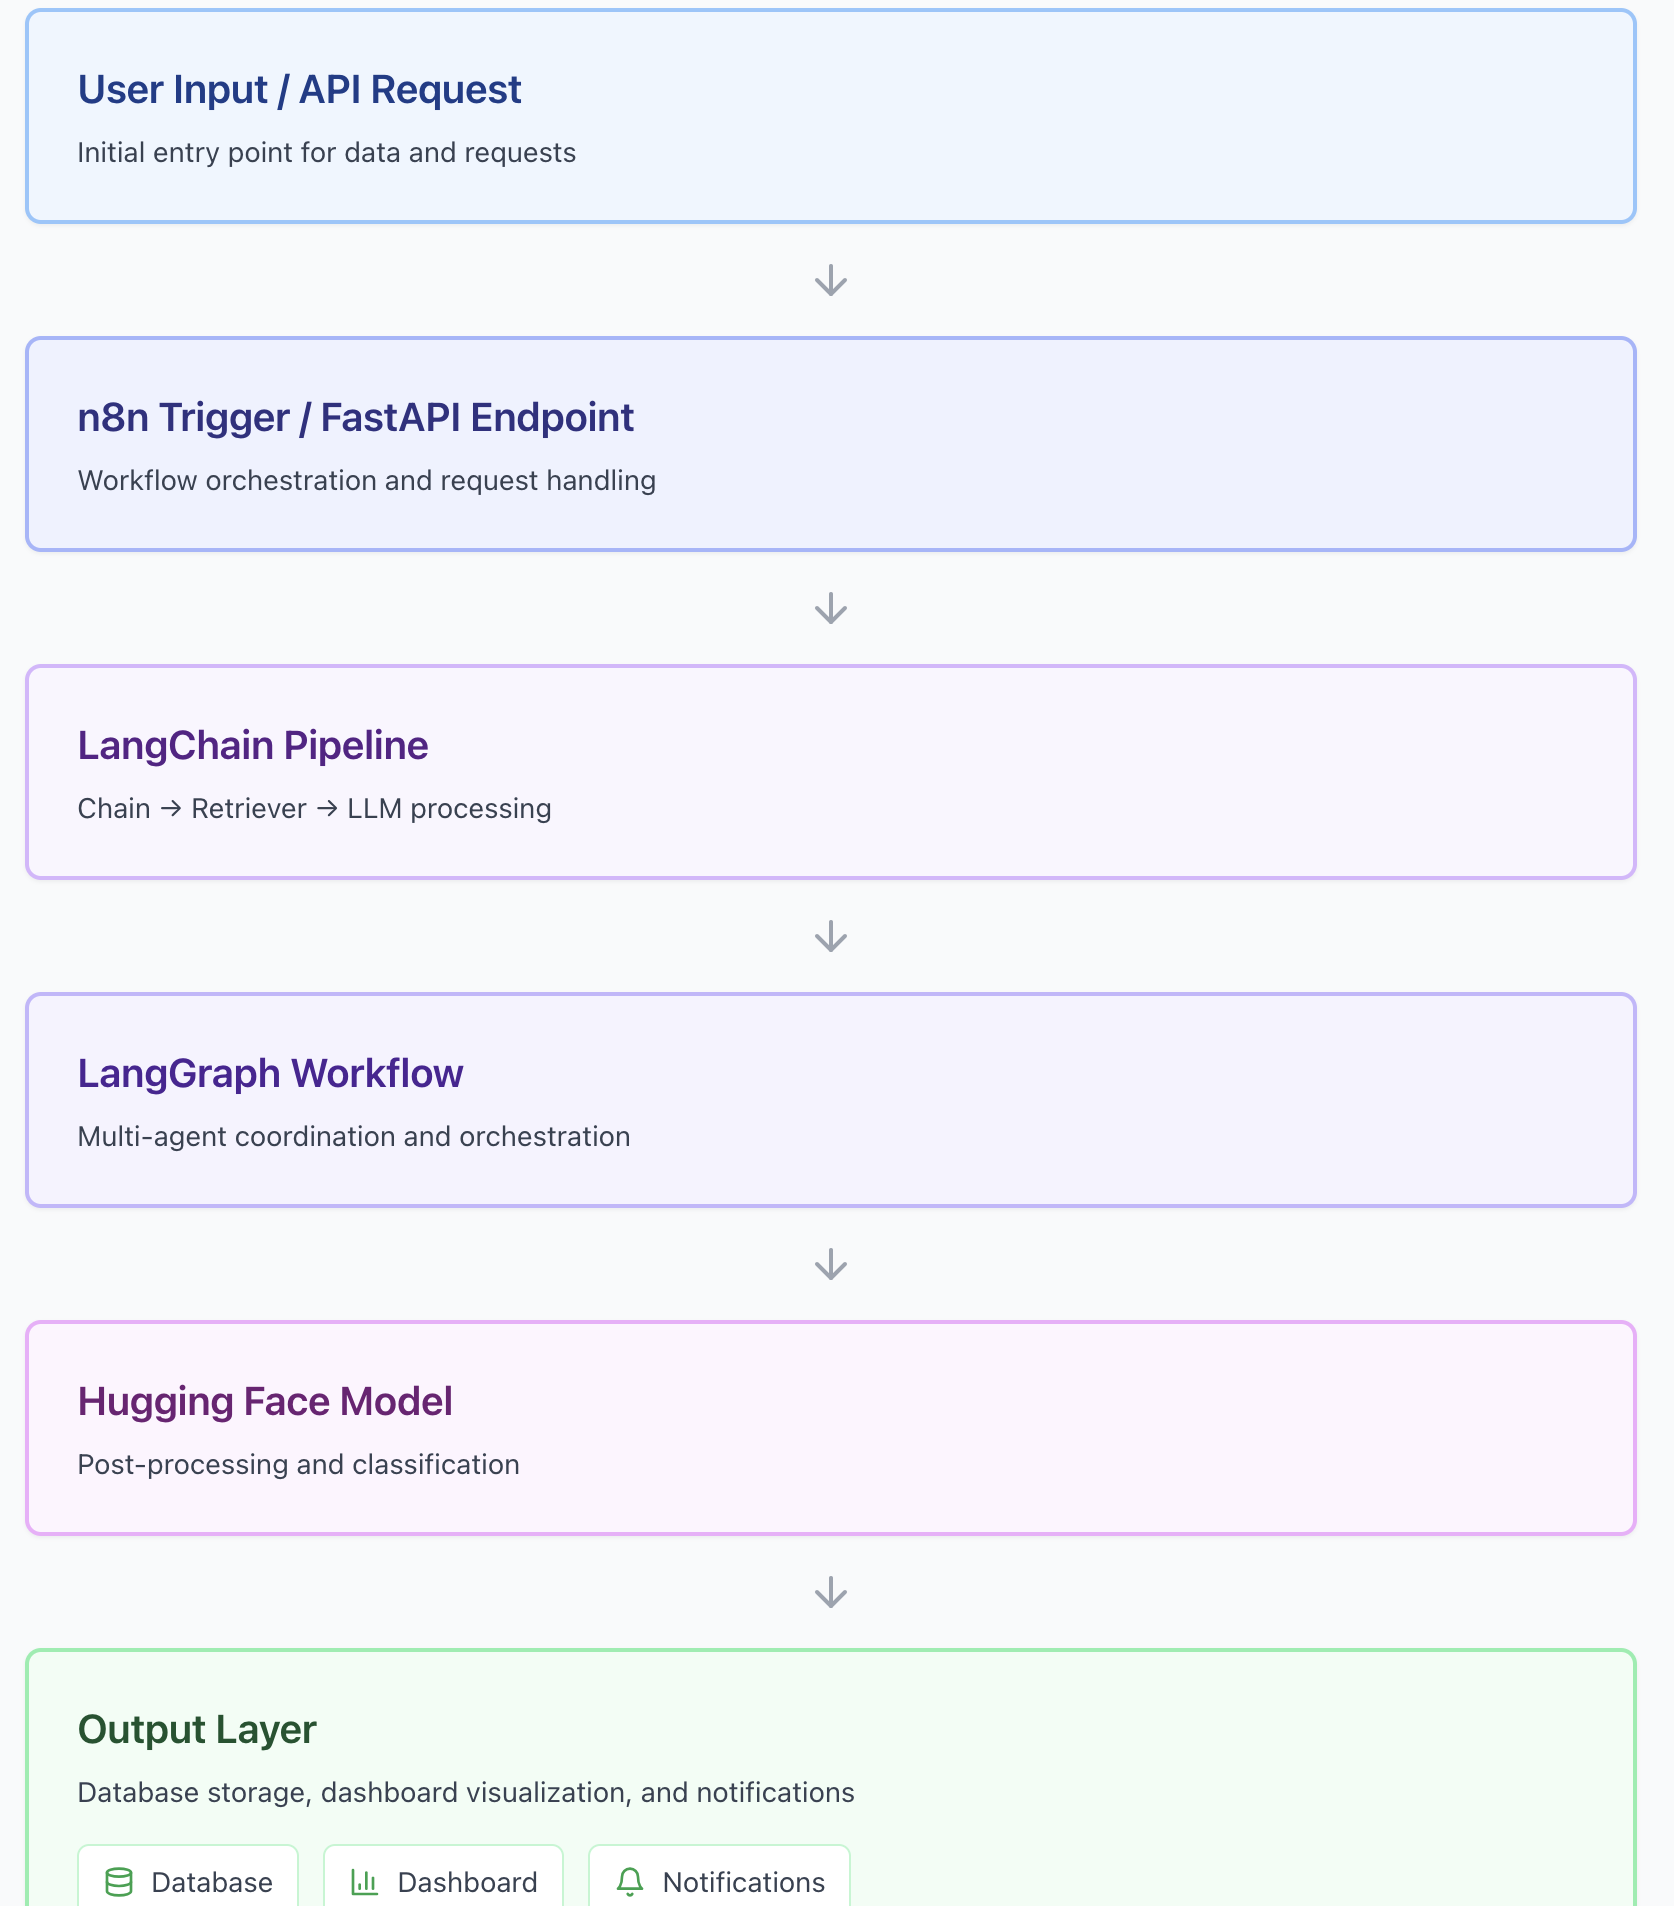 User Input / API Request
Initial entry point for data and requests
n8n Trigger / FastAPI Endpoint
Workflow orchestration and request handling
LangChain Pipeline
Chain → Retriever → LLM processing
LangGraph Workflow
Multi-agent coordination and orchestration
Hugging Face Model
Post-processing and classification
Output Layer
Database storage, dashboard visualization, and notifications
Database Dashboard Notifications